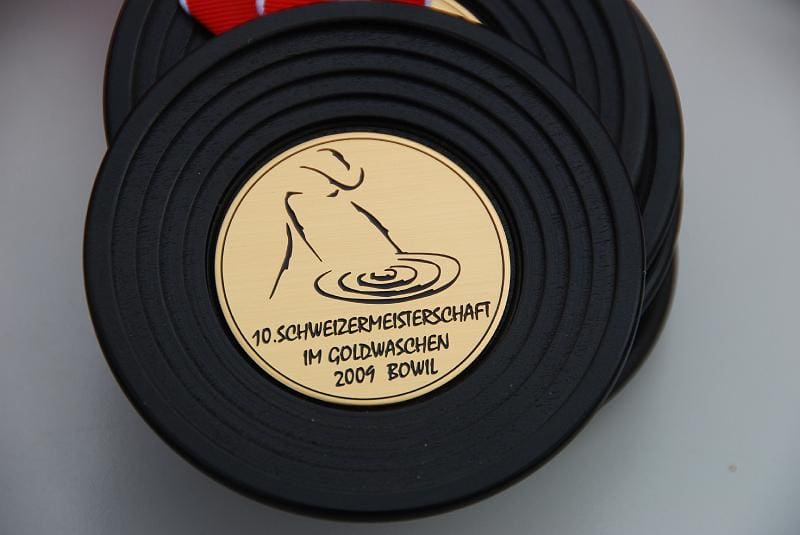 10.SCHWEIZERMEISTERSCHAFT
IM GOLDWASCHEN
2009 BOWIL